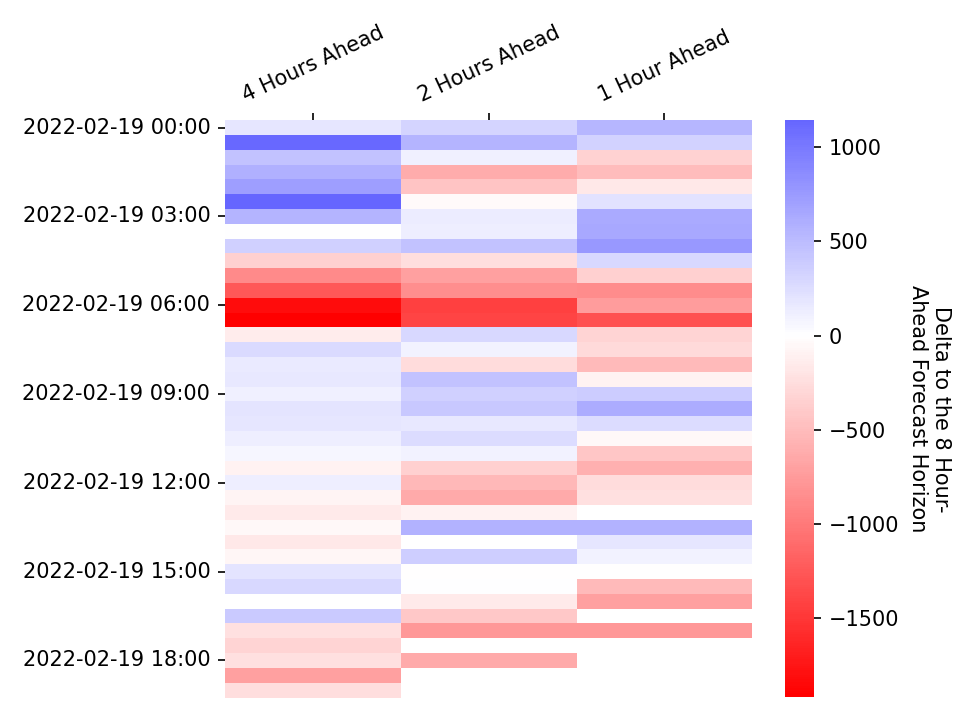 4 Hours Ahead
2 Hours Ahead
1 Hour Ahead
2022-02-19 00:00
2022-02-19 03:00
2022-02-19 06:00
2022-02-19 09:00
2022-02-19 12:00
2022-02-19 15:00
2022-02-19 18:00
1000
500
0
−500
−1000
−1500
Delta to the 8 Hour-
Ahead Forecast Horizon